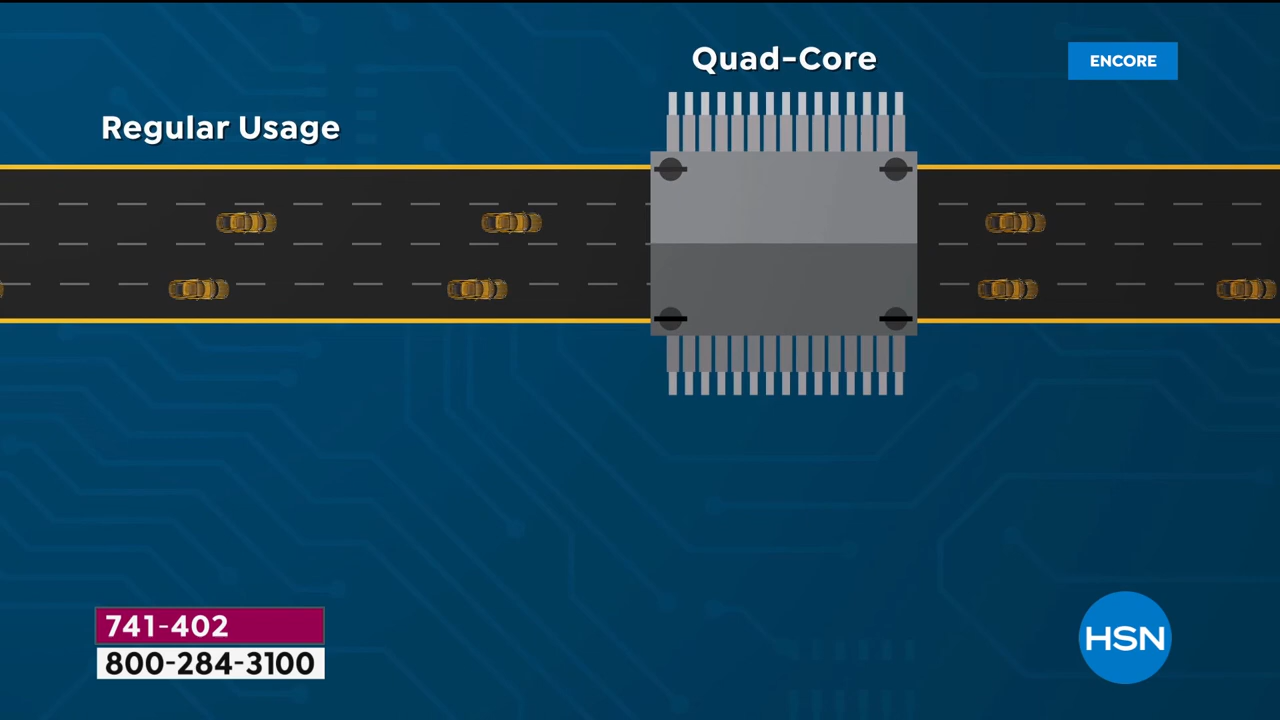 Quad-Core
ENCORE
Regular Usage
741-402
800-284-3100
HSN